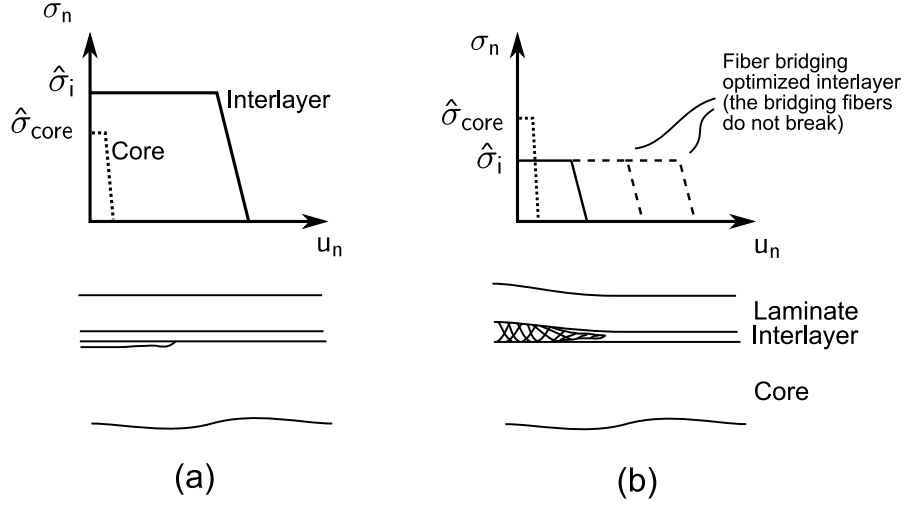 σn
σ̂i
σ̂core
Interlayer
Core
un
σn
σ̂core
σ̂i
Fiber bridging
optimized interlayer
(the bridging fibers
do not break)
un
Laminate
Interlayer
Core
(a)
(b)